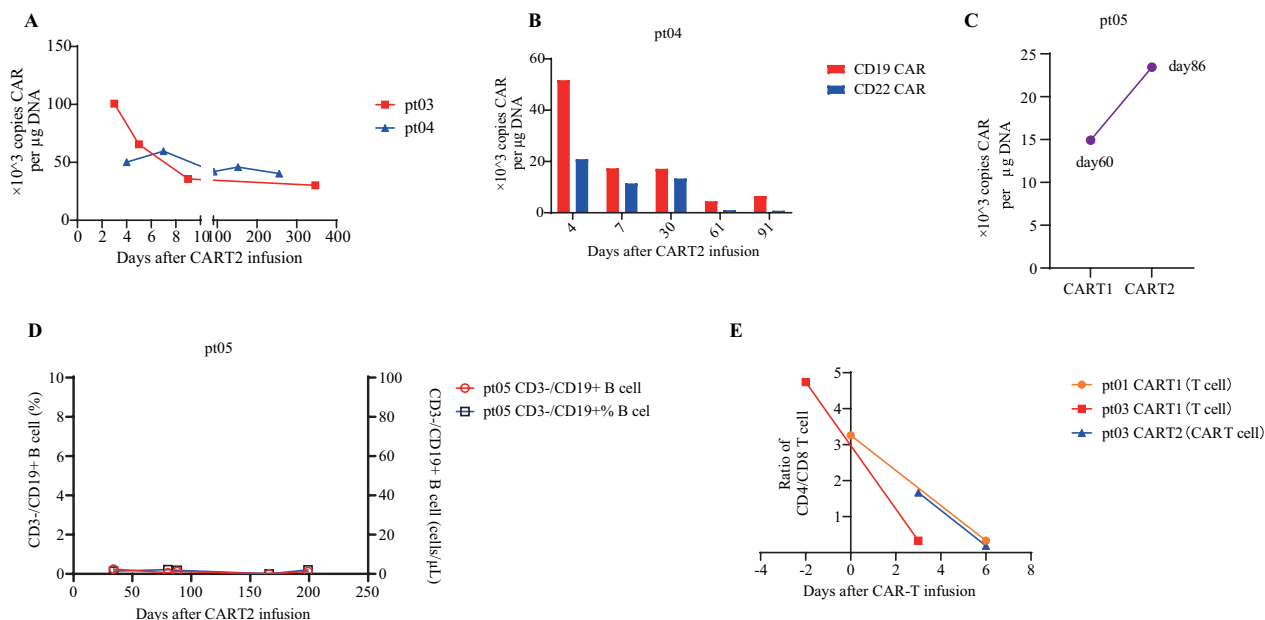 A
150
100
50
0
×10^3 copies CAR
per μg DNA
0 2 4 6 8 10 100 200 300 400
Days after CART2 infusion
pt03
pt04
B
pt04
60
40
20
0
×10^3 copies CAR
per μg DNA
4 7 30 61 91
Days after CART2 infusion
CD19 CAR
CD22 CAR
C
pt05
25
20
15
10
5
0
×10^3 copies CAR
per μg DNA
day60
day86
CART1 CART2
D
pt05
10
8
6
4
2
0
CD3-/CD19+ B cell (%)
100
80
60
40
20
0
CD3-/CD19+ B cell (cells/μL)
0 50 100 150 200 250
Days after CART2 infusion
pt05 CD3-/CD19+ B cell
pt05 CD3-/CD19+% B cel
E
5
4
3
2
1
Ratio of
CD4/CD8 T cell
-4 -2 0 2 4 6 8
Days after CAR-T infusion
pt01 CART1(T cell)
pt03 CART1(T cell)
pt03 CART2(CART cell)